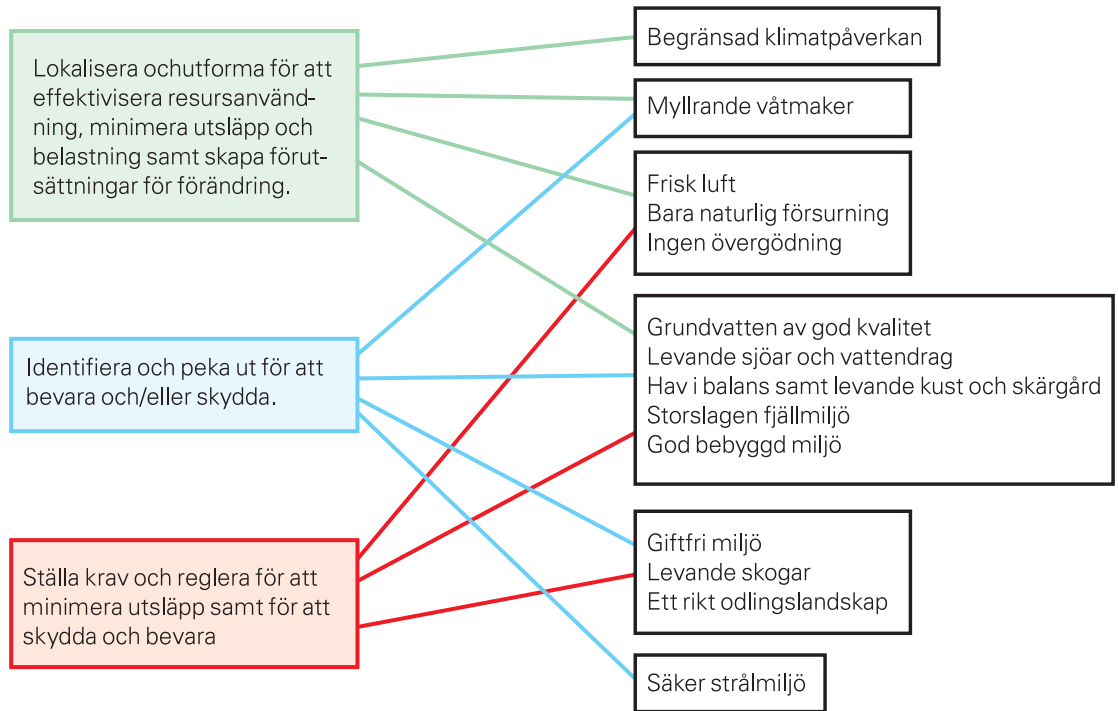 Lokalisera ochutforma för att
effektivisera resursanvänd-
ning, minimera utsläpp och
belastning samt skapa förut-
sättningar för förändring.
Identifiera och peka ut för att
bevara och/eller skydda.
Ställa krav och reglera för att
minimera utsläpp samt för att
skydda och bevara
Begränsad klimatpåverkan
Myllrande våtmaker
Frisk luft
Bara naturlig försurning
Ingen övergödning
Grundvatten av god kvalitet
Levande sjöar och vattendrag
Hav i balans samt levande kust och skärgård
Storslagen fjällmiljö
God bebyggd miljö
Giftfri miljö
Levande skogar
Ett rikt odlingslandskap
Säker strålmiljö